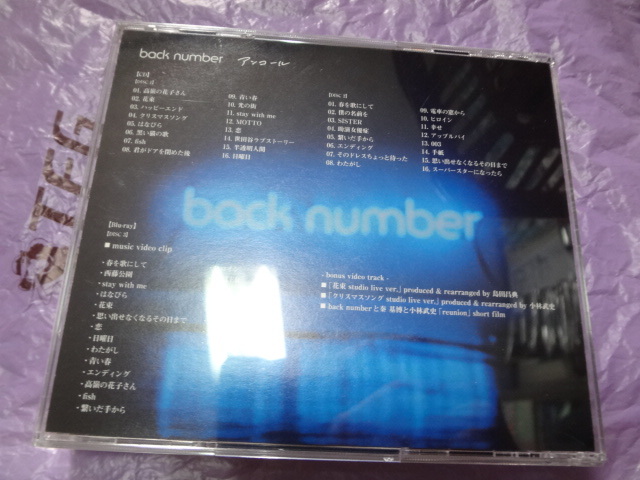 back number アンコール
【CD】
[DISC 1]
01. 高嶺の花子さん
02. 花束
03. ハッピーエンド
04. クリスマスソング
05. はなびら
06. 黒い猫の歌
07. fish
08. 君がドアを閉めた後
09. 青い春
10. 光の街
11. stay with me
12. MOTTO
13. 恋
14. 世田谷ラブストーリー
15. 半透明人間
16. 日曜日
[DISC 2]
01. 春を歌にして
02. 僕の名前を
03. SISTER
04. 助演女優症
05. 繋いだ手から
06. エンディング
07. そのドレスちょっと待った
08. わたがし
09. 電車の窓から
10. ヒロイン
11. 幸せ
12. アップルパイ
13. 003
14. 手紙
15. 思い出せなくなるその日まで
16. スーパースターになったら
back number
【Blu-ray】
[DISC 3]
■ music video clip
・春を歌にして
・西藤公園
・stay with me
・はなびら
・花束
・思い出せなくなるその日まで
・恋
・日曜日
・わたがし
・青い春
・エンディング
・高嶺の花子さん
・fish
・繋いだ手から
- bonus video track -
■「花束 studio live ver.」produced & rearranged by 島田昌典
■「クリスマスソング studio live ver.」produced & rearranged by 小林武史
■ back numberと秦 基博と小林武史「reunion」short film